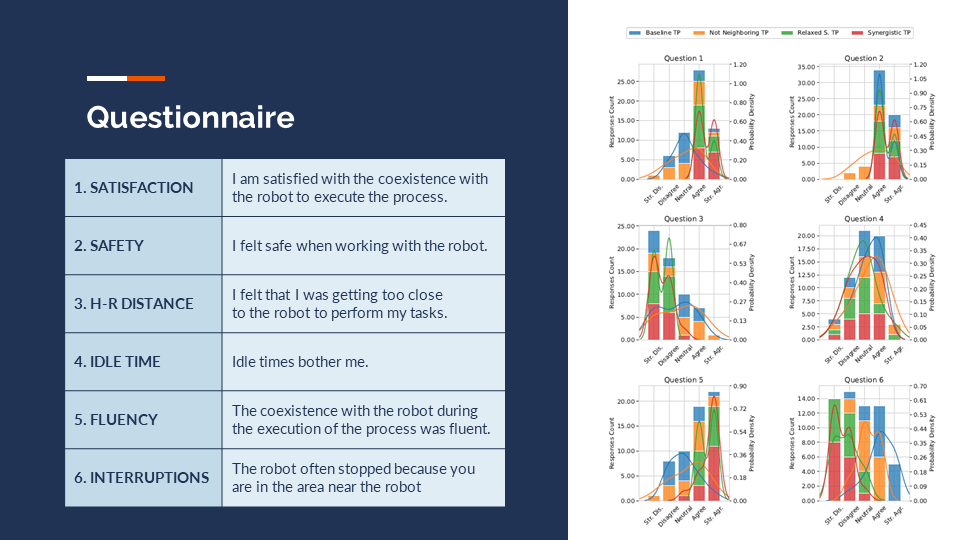 Questionnaire
1. SATISFACTION
I am satisfied with the coexistence with
the robot to execute the process.
2. SAFETY
I felt safe when working with the robot.
3. H-R DISTANCE
I felt that I was getting too close
to the robot to perform my tasks.
4. IDLE TIME
Idle times bother me.
5. FLUENCY
The coexistence with the robot during
the execution of the process was fluent.
6. INTERRUPTIONS
The robot often stopped because you
are in the area near the robot
Baseline TP Not Neighboring TP Relaxed S. TP Synergistic TP
Question 1
Responses Count
25.00
20.00
15.00
10.00
5.00
0.00
1.20
1.00
0.80
0.60
0.40
0.20
0.00
Probability Density
Str. Dis. Disagree Neutral Agree Str. Agr.
Question 2
Responses Count
35.00
30.00
25.00
20.00
15.00
10.00
5.00
0.00
1.20
1.05
0.90
0.75
0.60
0.45
0.30
0.15
0.00
Probability Density
Str. Dis. Disagree Neutral Agree Str. Agr.
Question 3
Responses Count
25.00
20.00
15.00
10.00
5.00
0.00
0.80
0.67
0.53
0.40
0.27
0.13
0.00
Probability Density
Str. Dis. Disagree Neutral Agree Str. Agr.
Question 4
Responses Count
20.00
17.50
15.00
12.50
10.00
7.50
5.00
2.50
0.00
0.45
0.40
0.35
0.30
0.25
0.20
0.15
0.10
0.05
0.00
Probability Density
Str. Dis. Disagree Neutral Agree Str. Agr.
Question 5
Responses Count
20.00
15.00
10.00
5.00
0.00
0.90
0.72
0.54
0.36
0.18
0.00
Probability Density
Str. Dis. Disagree Neutral Agree Str. Agr.
Question 6
Responses Count
14.00
12.00
10.00
8.00
6.00
4.00
2.00
0.00
0.70
0.61
0.53
0.44
0.35
0.26
0.18
0.09
0.00
Probability Density
Str. Dis. Disagree Neutral Agree Str. Agr.